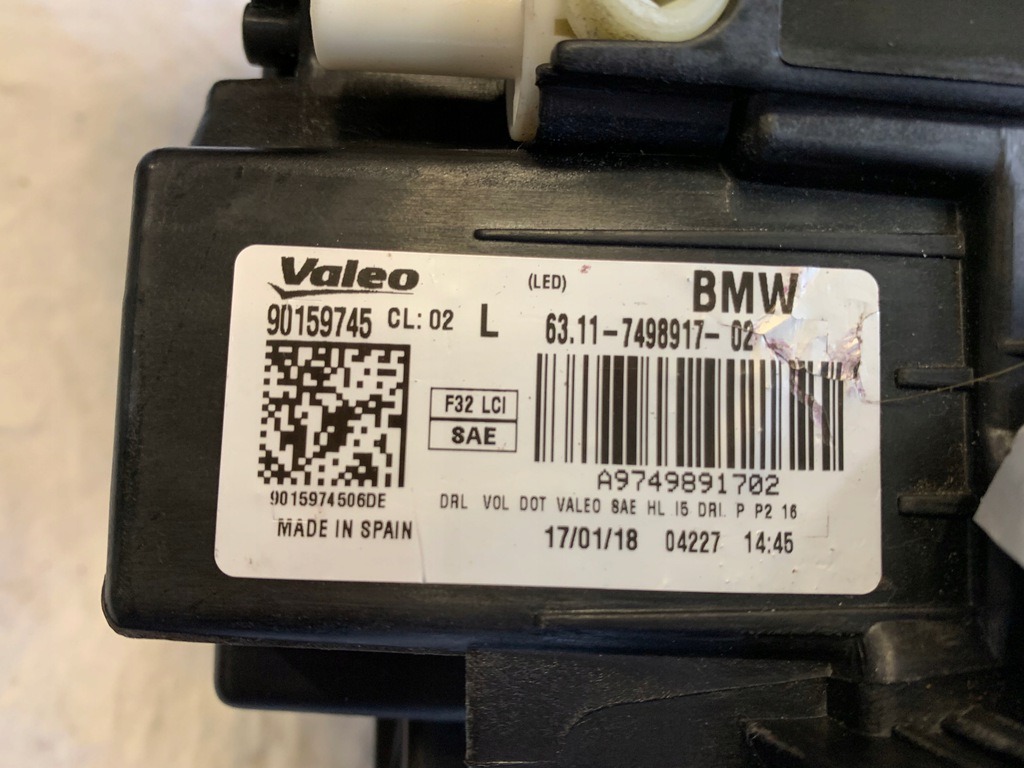 Valeo (LED) BMW
90159745 CL: 02 L 63.11-7498917- 02
F32 LCI
SAE
A9749891702
9015974506DE
DRL VOL DOT VALEO SAE HL I5 DRL P P2 16
MADE IN SPAIN
17/01/18 04227 14:45